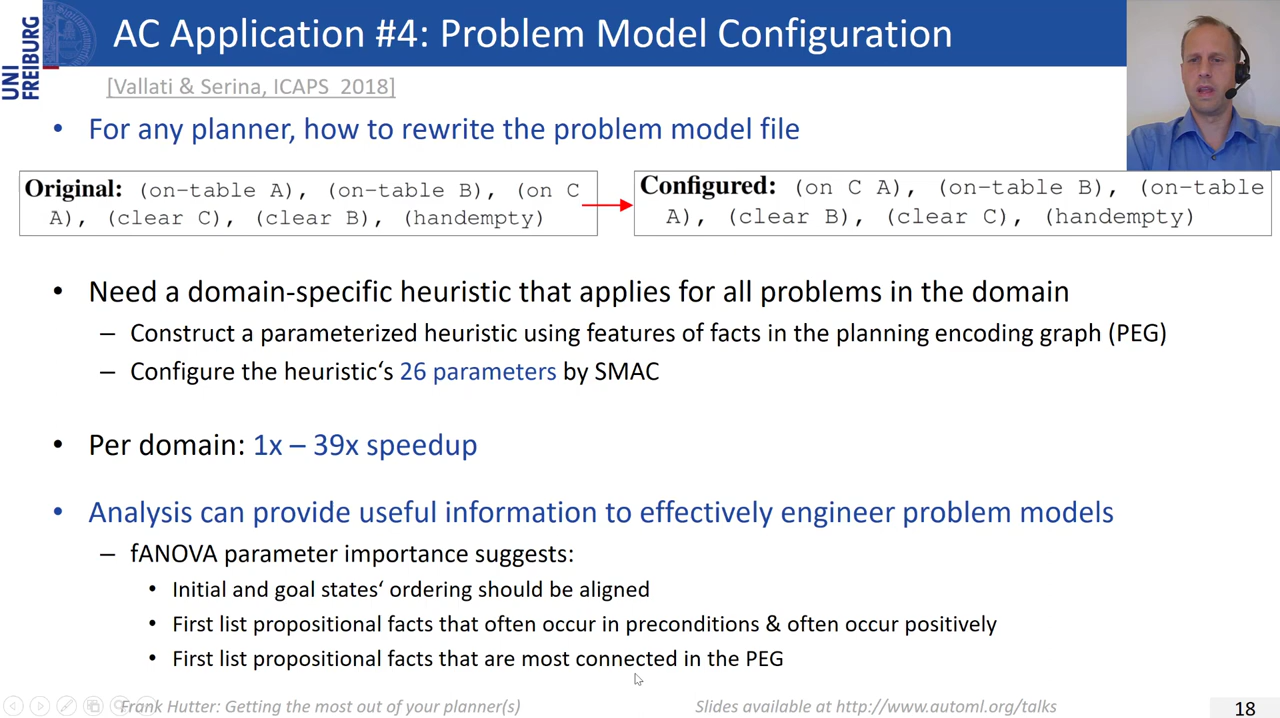 UNI
FREIBURG
AC Application #4: Problem Model Configuration
[Vallati & Serina, ICAPS 2018]
• For any planner, how to rewrite the problem model file
Original: (on-table A), (on-table B), (on C
A), (clear C), (clear B), (handempty)
Configured: (on C A), (on-table B), (on-table
A), (clear B), (clear C), (handempty)
• Need a domain-specific heuristic that applies for all problems in the domain
– Construct a parameterized heuristic using features of facts in the planning encoding graph (PEG)
– Configure the heuristic‘s 26 parameters by SMAC
• Per domain: 1x – 39x speedup
• Analysis can provide useful information to effectively engineer problem models
– fANOVA parameter importance suggests:
• Initial and goal states‘ ordering should be aligned
• First list propositional facts that often occur in preconditions & often occur positively
• First list propositional facts that are most connected in the PEG
Frank Hutter: Getting the most out of your planner(s)
Slides available at http://www.automl.org/talks
18